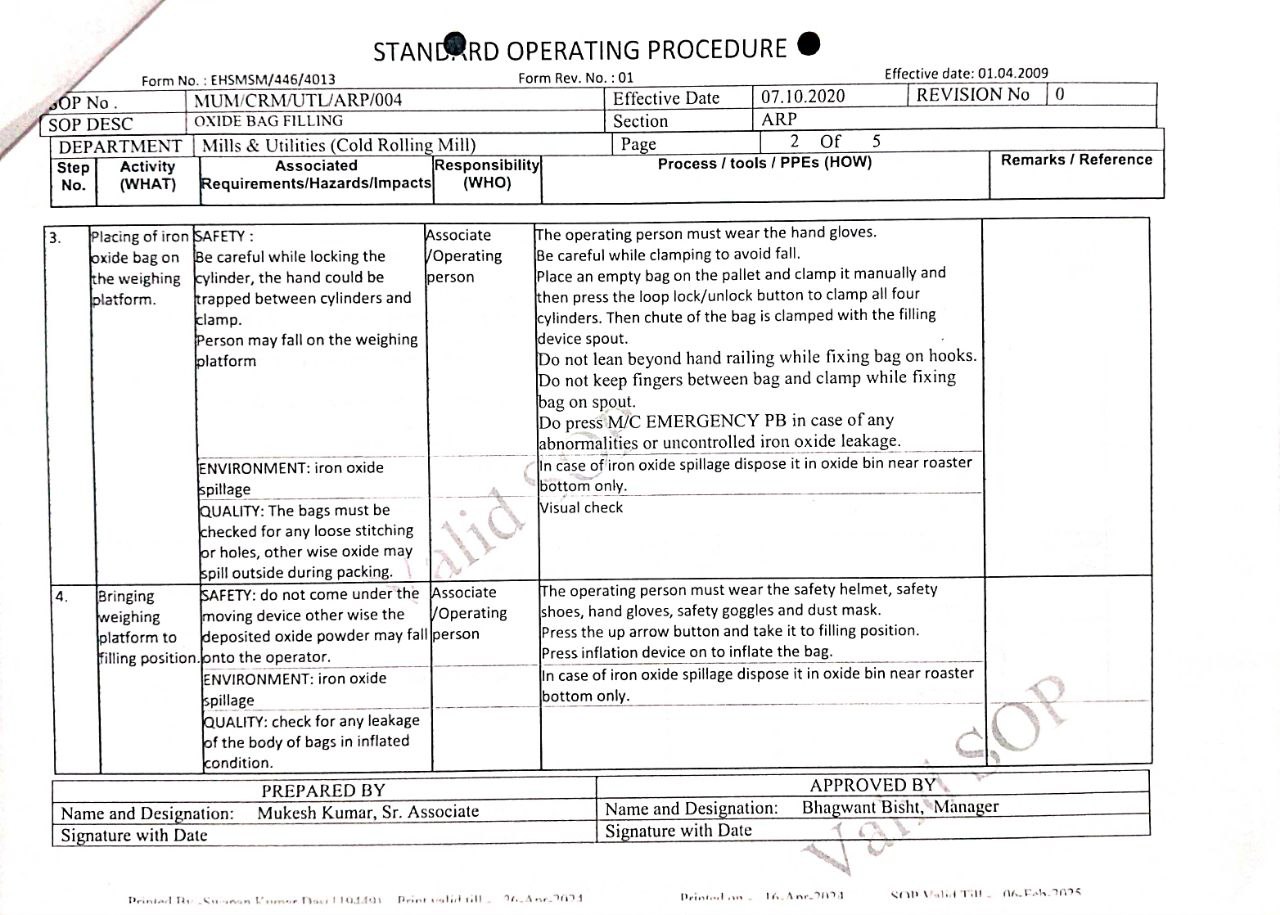 STANDARD OPERATING PROCEDURE
Form No. : EHSMSM/446/4013 Form Rev. No. : 01 Effective date: 01.04.2009
SOP No . MUM/CRM/UTL/ARP/004 Effective Date 07.10.2020 REVISION No 0
SOP DESC OXIDE BAG FILLING Section ARP
DEPARTMENT Mills & Utilities (Cold Rolling Mill) Page 2 Of 5
Step No. Activity (WHAT) Associated Requirements/Hazards/Impacts Responsibility (WHO) Process / tools / PPEs (HOW) Remarks / Reference
3.
Placing of iron
oxide bag on
the weighing
platform.
SAFETY :
Be careful while locking the
cylinder, the hand could be
trapped between cylinders and
clamp.
Person may fall on the weighing
platform
Associate
/Operating
person
The operating person must wear the hand gloves.
Be careful while clamping to avoid fall.
Place an empty bag on the pallet and clamp it manually and
then press the loop lock/unlock button to clamp all four
cylinders. Then chute of the bag is clamped with the filling
device spout.
Do not lean beyond hand railing while fixing bag on hooks.
Do not keep fingers between bag and clamp while fixing
bag on spout.
Do press M/C EMERGENCY PB in case of any
abnormalities or uncontrolled iron oxide leakage.
ENVIRONMENT: iron oxide
spillage
In case of iron oxide spillage dispose it in oxide bin near roaster
bottom only.
QUALITY: The bags must be
checked for any loose stitching
or holes, other wise oxide may
spill outside during packing.
Visual check
4.
Bringing
weighing
platform to
filling position.
SAFETY: do not come under the
moving device other wise the
deposited oxide powder may fall
onto the operator.
Associate
/Operating
person
The operating person must wear the safety helmet, safety
shoes, hand gloves, safety goggles and dust mask.
Press the up arrow button and take it to filling position.
Press inflation device on to inflate the bag.
ENVIRONMENT: iron oxide
spillage
In case of iron oxide spillage dispose it in oxide bin near roaster
bottom only.
QUALITY: check for any leakage
of the body of bags in inflated
condition.
Valid SOP
Valid SOP
PREPARED BY APPROVED BY
Name and Designation: Mukesh Kumar, Sr. Associate Name and Designation: Bhagwant Bisht, Manager
Signature with Date Signature with Date
Printed By Kumar Print valid till - 26-Apr-2024 Printed on - 16-Apr-2024 SOP Valid Till - 06-Feb-2025